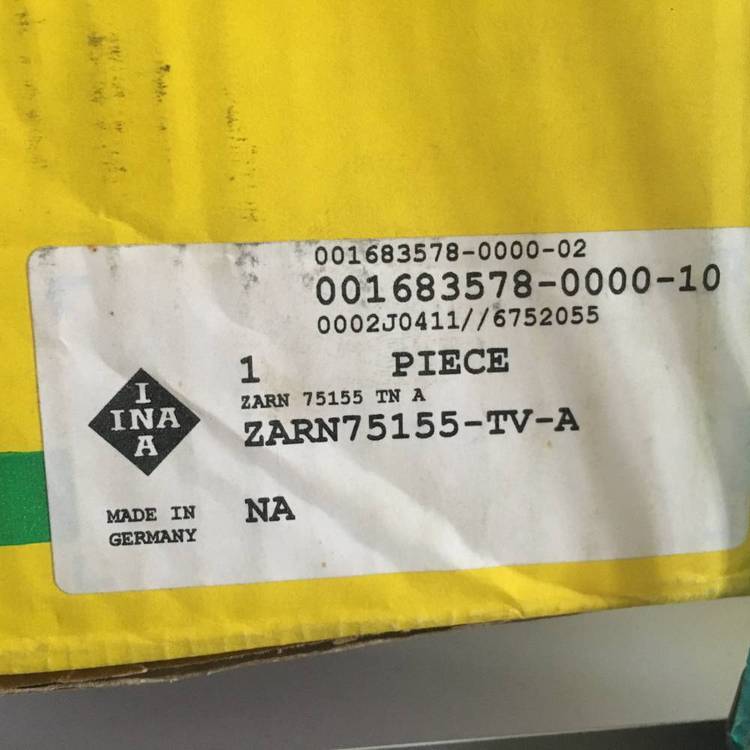 001683578-0000-02
001683578-0000-10
0002J0411//6752055
1 PIECE
ZARN 75155 TN A
ZARN75155-TV-A
I
INA
A
MADE IN
GERMANY
NA